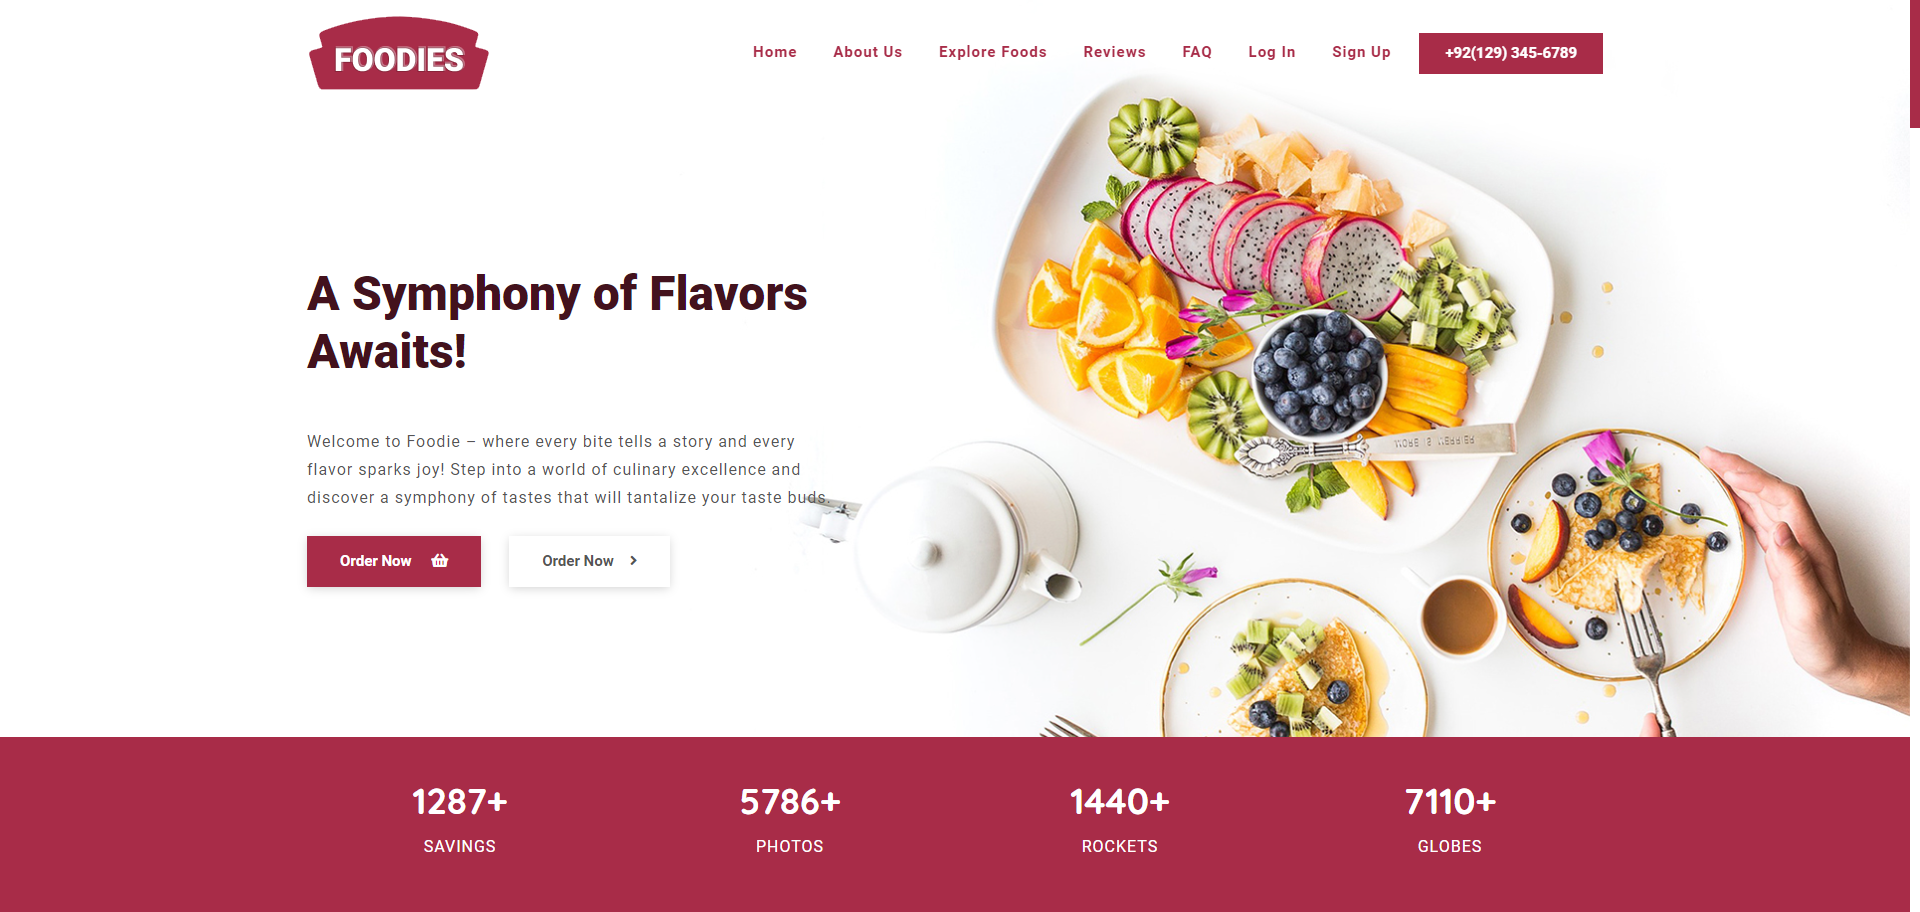 FOODIES
Home About Us Explore Foods Reviews FAQ Log In Sign Up +92(129) 345-6789
A Symphony of Flavors
Awaits!
Welcome to Foodie – where every bite tells a story and every
flavor sparks joy! Step into a world of culinary excellence and
discover a symphony of tastes that will tantalize your taste buds.
Order Now Order Now
1287+ 5786+ 1440+ 7110+
SAVINGS PHOTOS ROCKETS GLOBES